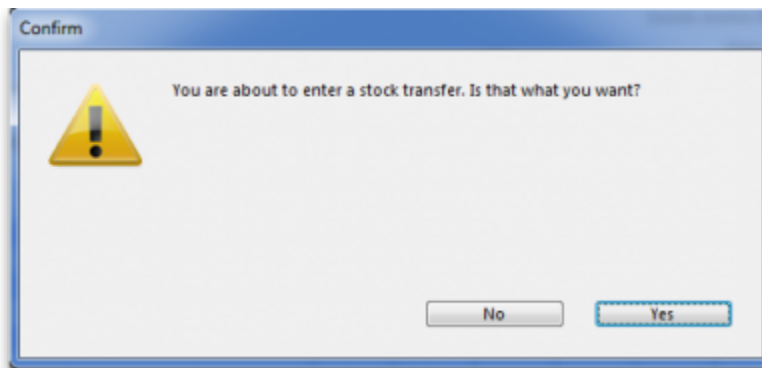 Confirm
You are about to enter a stock transfer. Is that what you want?
No Yes